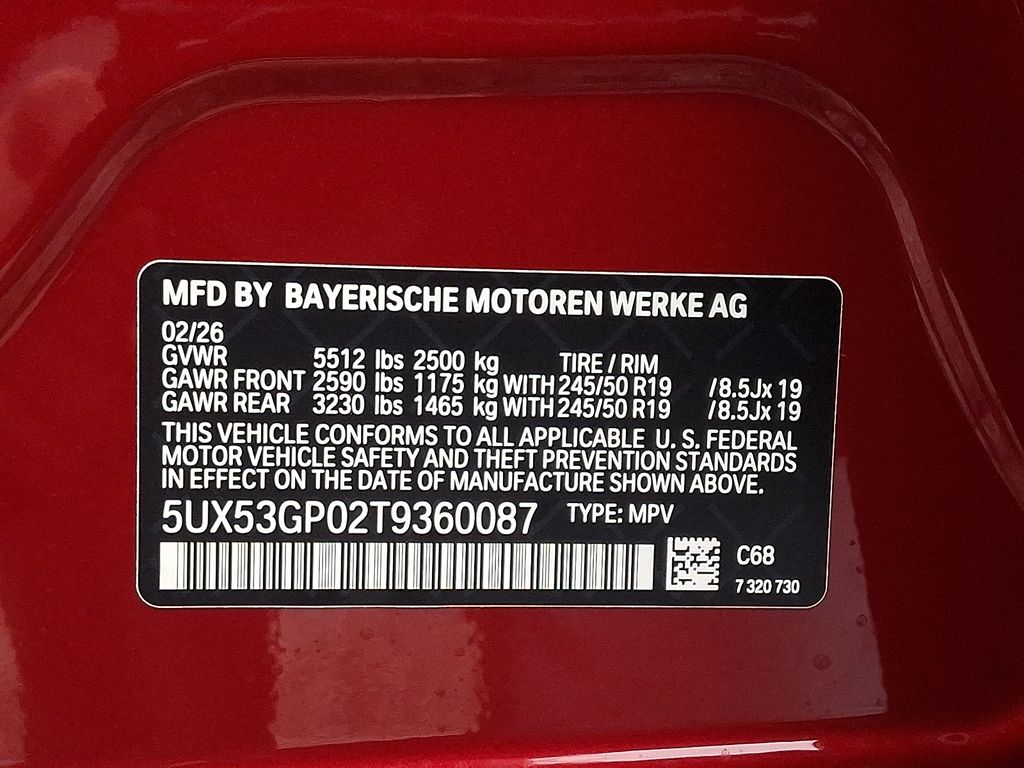 MFD BY BAYERISCHE MOTOREN WERKE AG
02/26
GVWR 5512 lbs 2500 kg TIRE / RIM
GAWR FRONT 2590 lbs 1175 kg WITH 245/50 R19 /8.5Jx 19
GAWR REAR 3230 lbs 1465 kg WITH 245/50 R19 /8.5Jx 19
THIS VEHICLE CONFORMS TO ALL APPLICABLE U. S. FEDERAL
MOTOR VEHICLE SAFETY AND THEFT PREVENTION STANDARDS
IN EFFECT ON THE DATE OF MANUFACTURE SHOWN ABOVE.
5UX53GP02T9360087 TYPE: MPV
C68
7 320 730